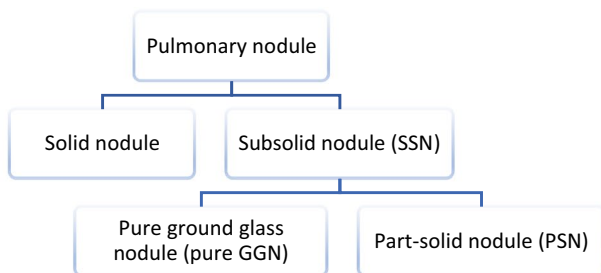 Pulmonary nodule
Solid nodule
Subsolid nodule (SSN)
Pure ground glass
nodule (pure GGN)
Part-solid nodule (PSN)